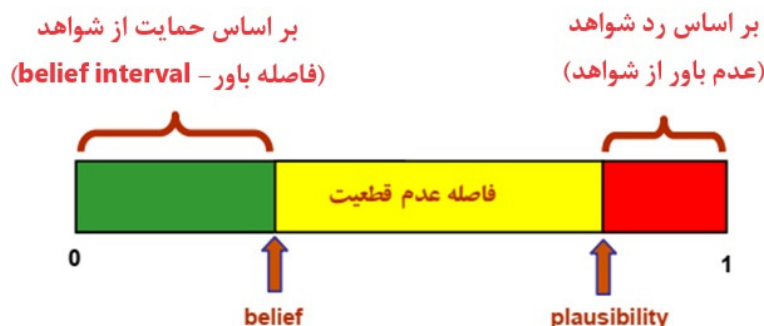 بر اساس حمایت از شواهد
(فاصله باور – belief interval)
بر اساس رد شواهد
(عدم باور از شواهد)
فاصله عدم قطعیت
0
1
belief
plausibility